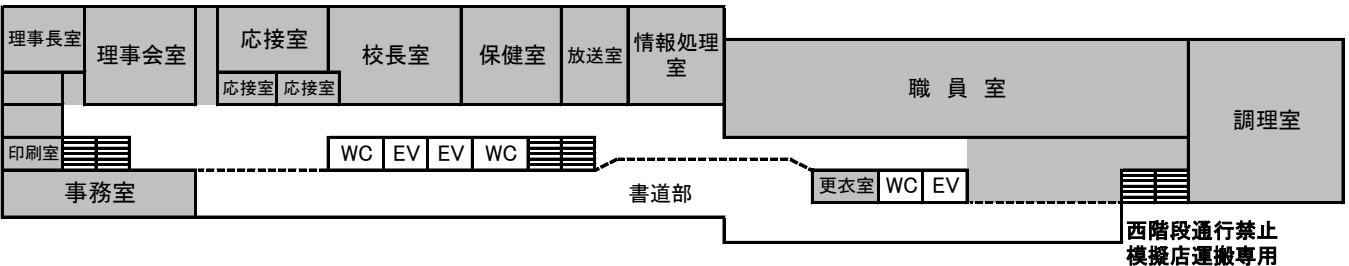 理事長室
理事会室
応接室
応接室
応接室
校長室
保健室
放送室
情報処理
室
職 員 室
調理室
印刷室
WC
EV
EV
WC
事務室
書道部
更衣室
WC
EV
西階段通行禁止
模擬店運搬専用